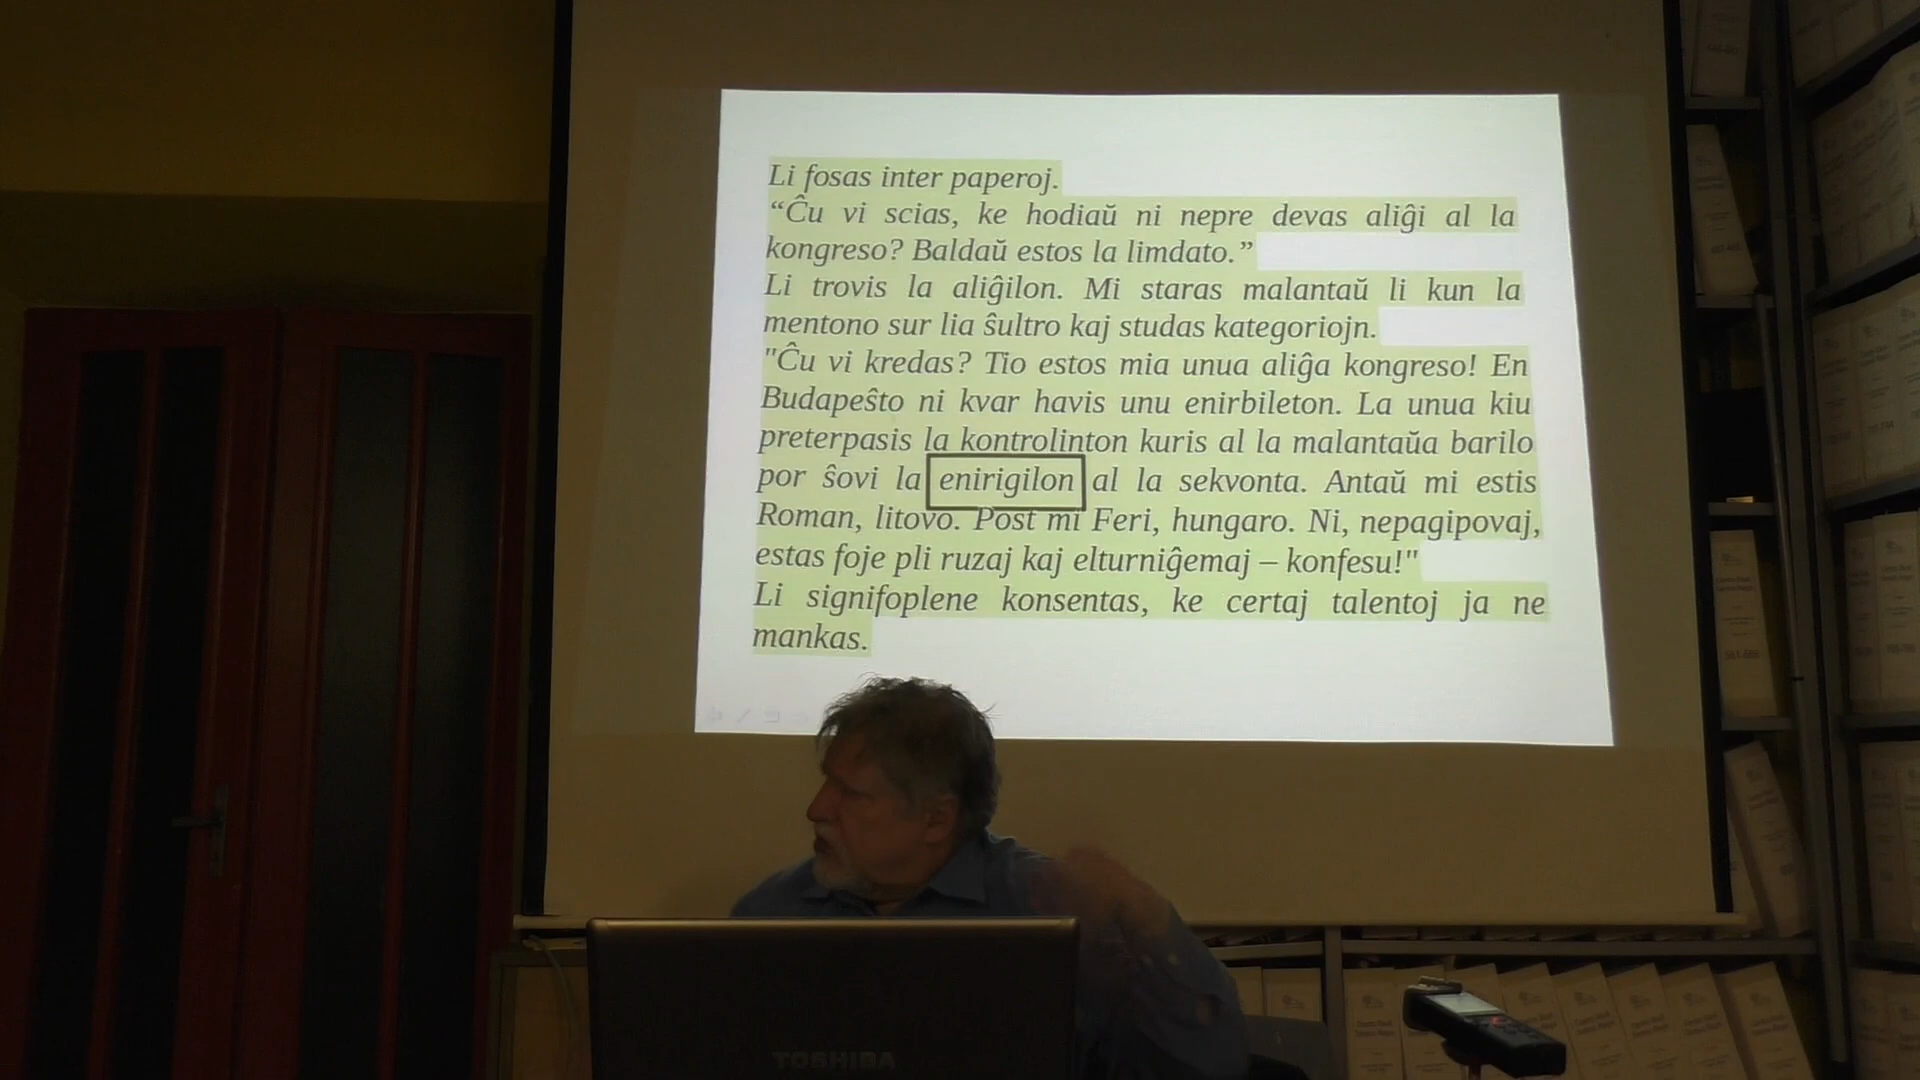 Li fosas inter paperoj.
“Ĉu vi scias, ke hodiaŭ ni nepre devas aliĝi al la
kongreso? Baldaŭ estos la limdato.”
Li trovis la aliĝilon. Mi staras malantaŭ li kun la
mentono sur lia ŝultro kaj studas kategoriojn.
"Ĉu vi kredas? Tio estos mia unua aliĝa kongreso! En
Budapeŝto ni kvar havis unu enirbileton. La unua kiu
preterpasis la kontrolinton kuris al la malantaŭa barilo
por ŝovi la enirigilon al la sekvonta. Antaŭ mi estis
Roman, litovo. Post mi Feri, hungaro. Ni, nepagipovaj,
estas foje pli ruzaj kaj elturniĝemaj – konfesu!"
Li signifoplene konsentas, ke certaj talentoj ja ne
mankas.
TOSHIBA